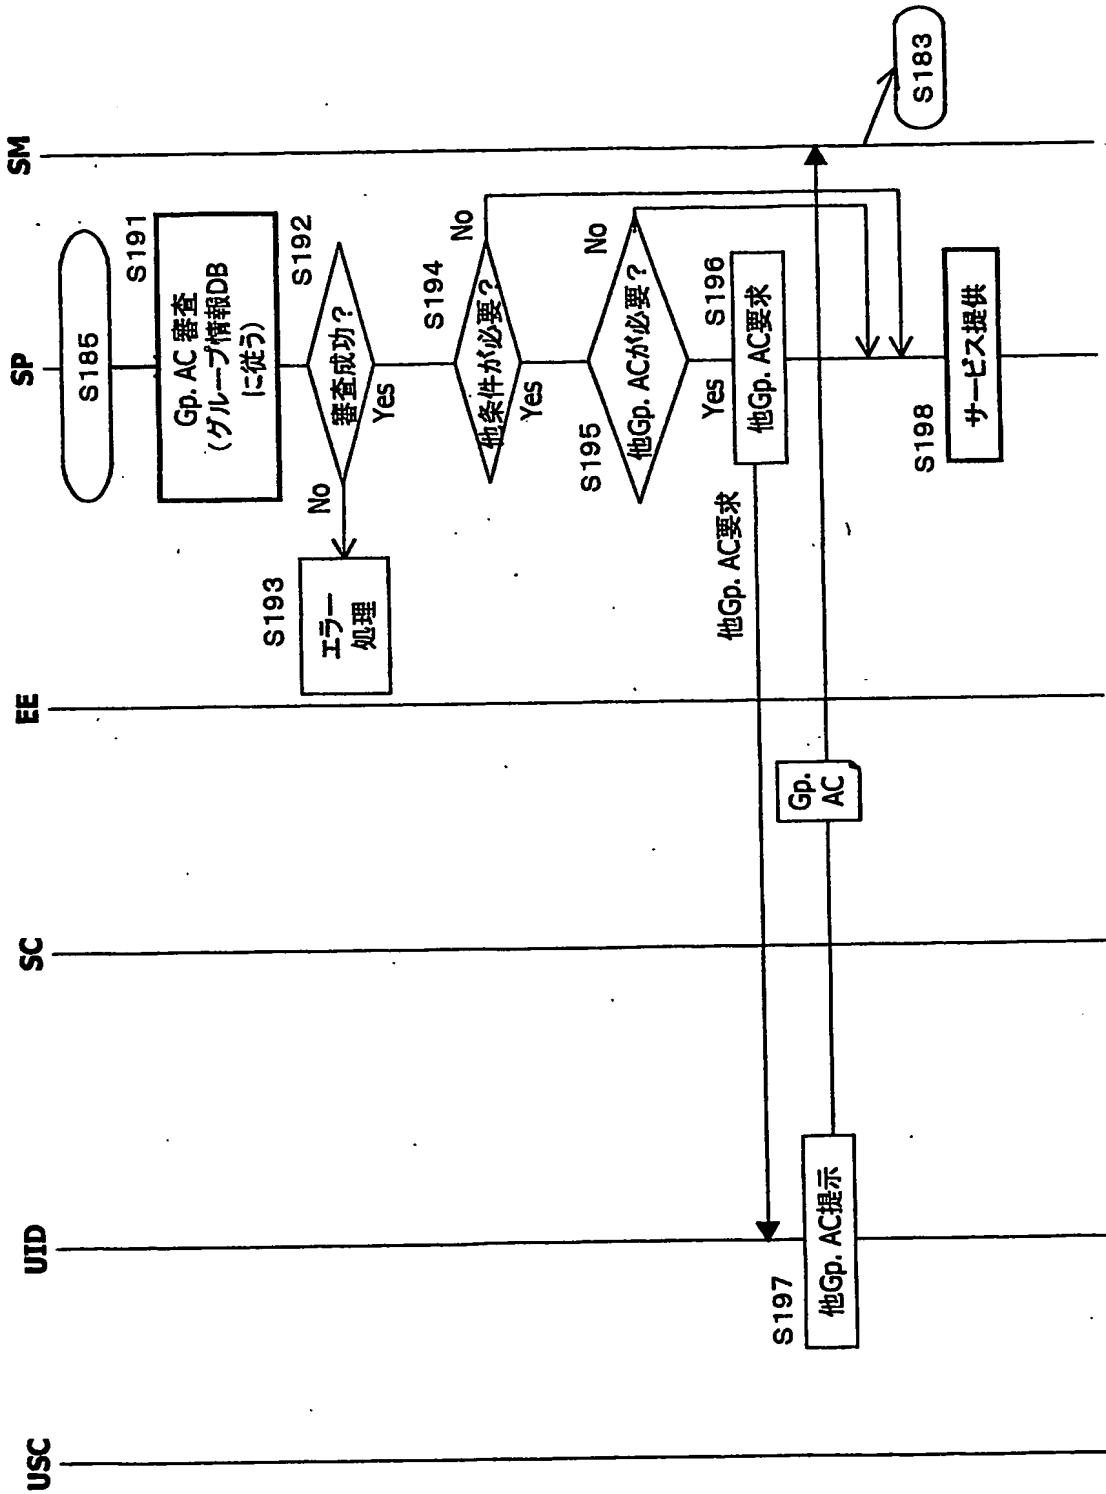 USC
UID
SC
EE
SP
SM
S185
S191
Gp. AC 審査
(グループ情報DB
に従う)
S192
審査成功?
No
Yes
S193
エラー
処理
S194
他条件が必要?
No
Yes
S195
他Gp. ACが必要?
No
Yes
S196
他Gp. AC要求
他Gp. AC要求
S197
他Gp. AC提示
Gp.
AC
S183
S198
サービス提供